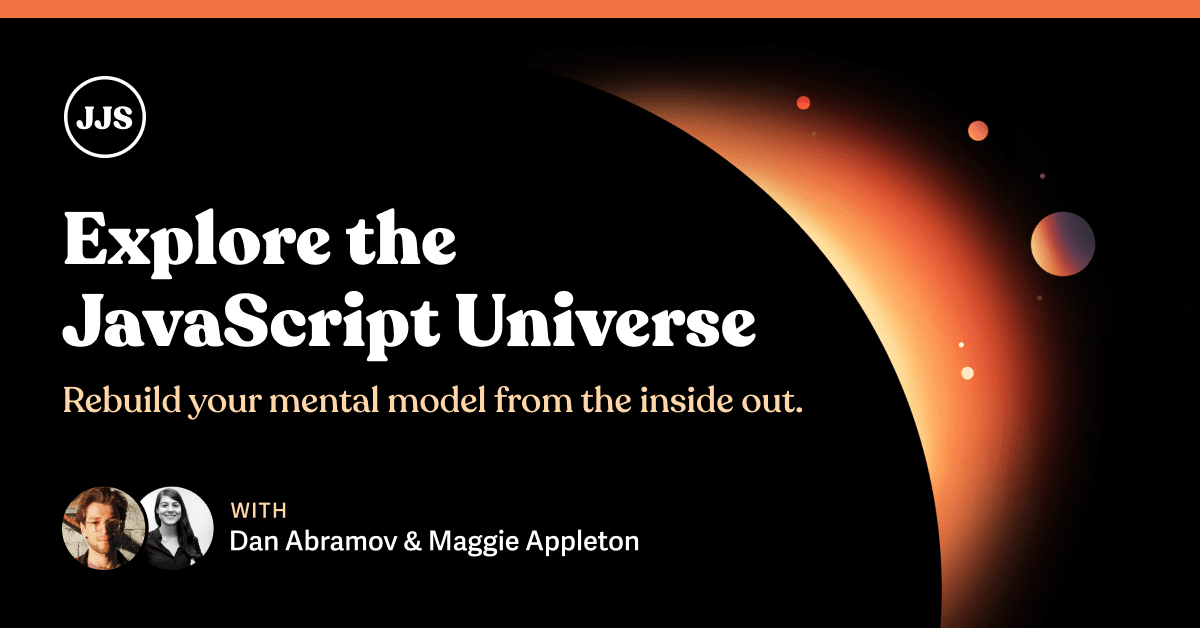 JJS
Explore the
JavaScript Universe
Rebuild your mental model from the inside out.
WITH
Dan Abramov & Maggie Appleton